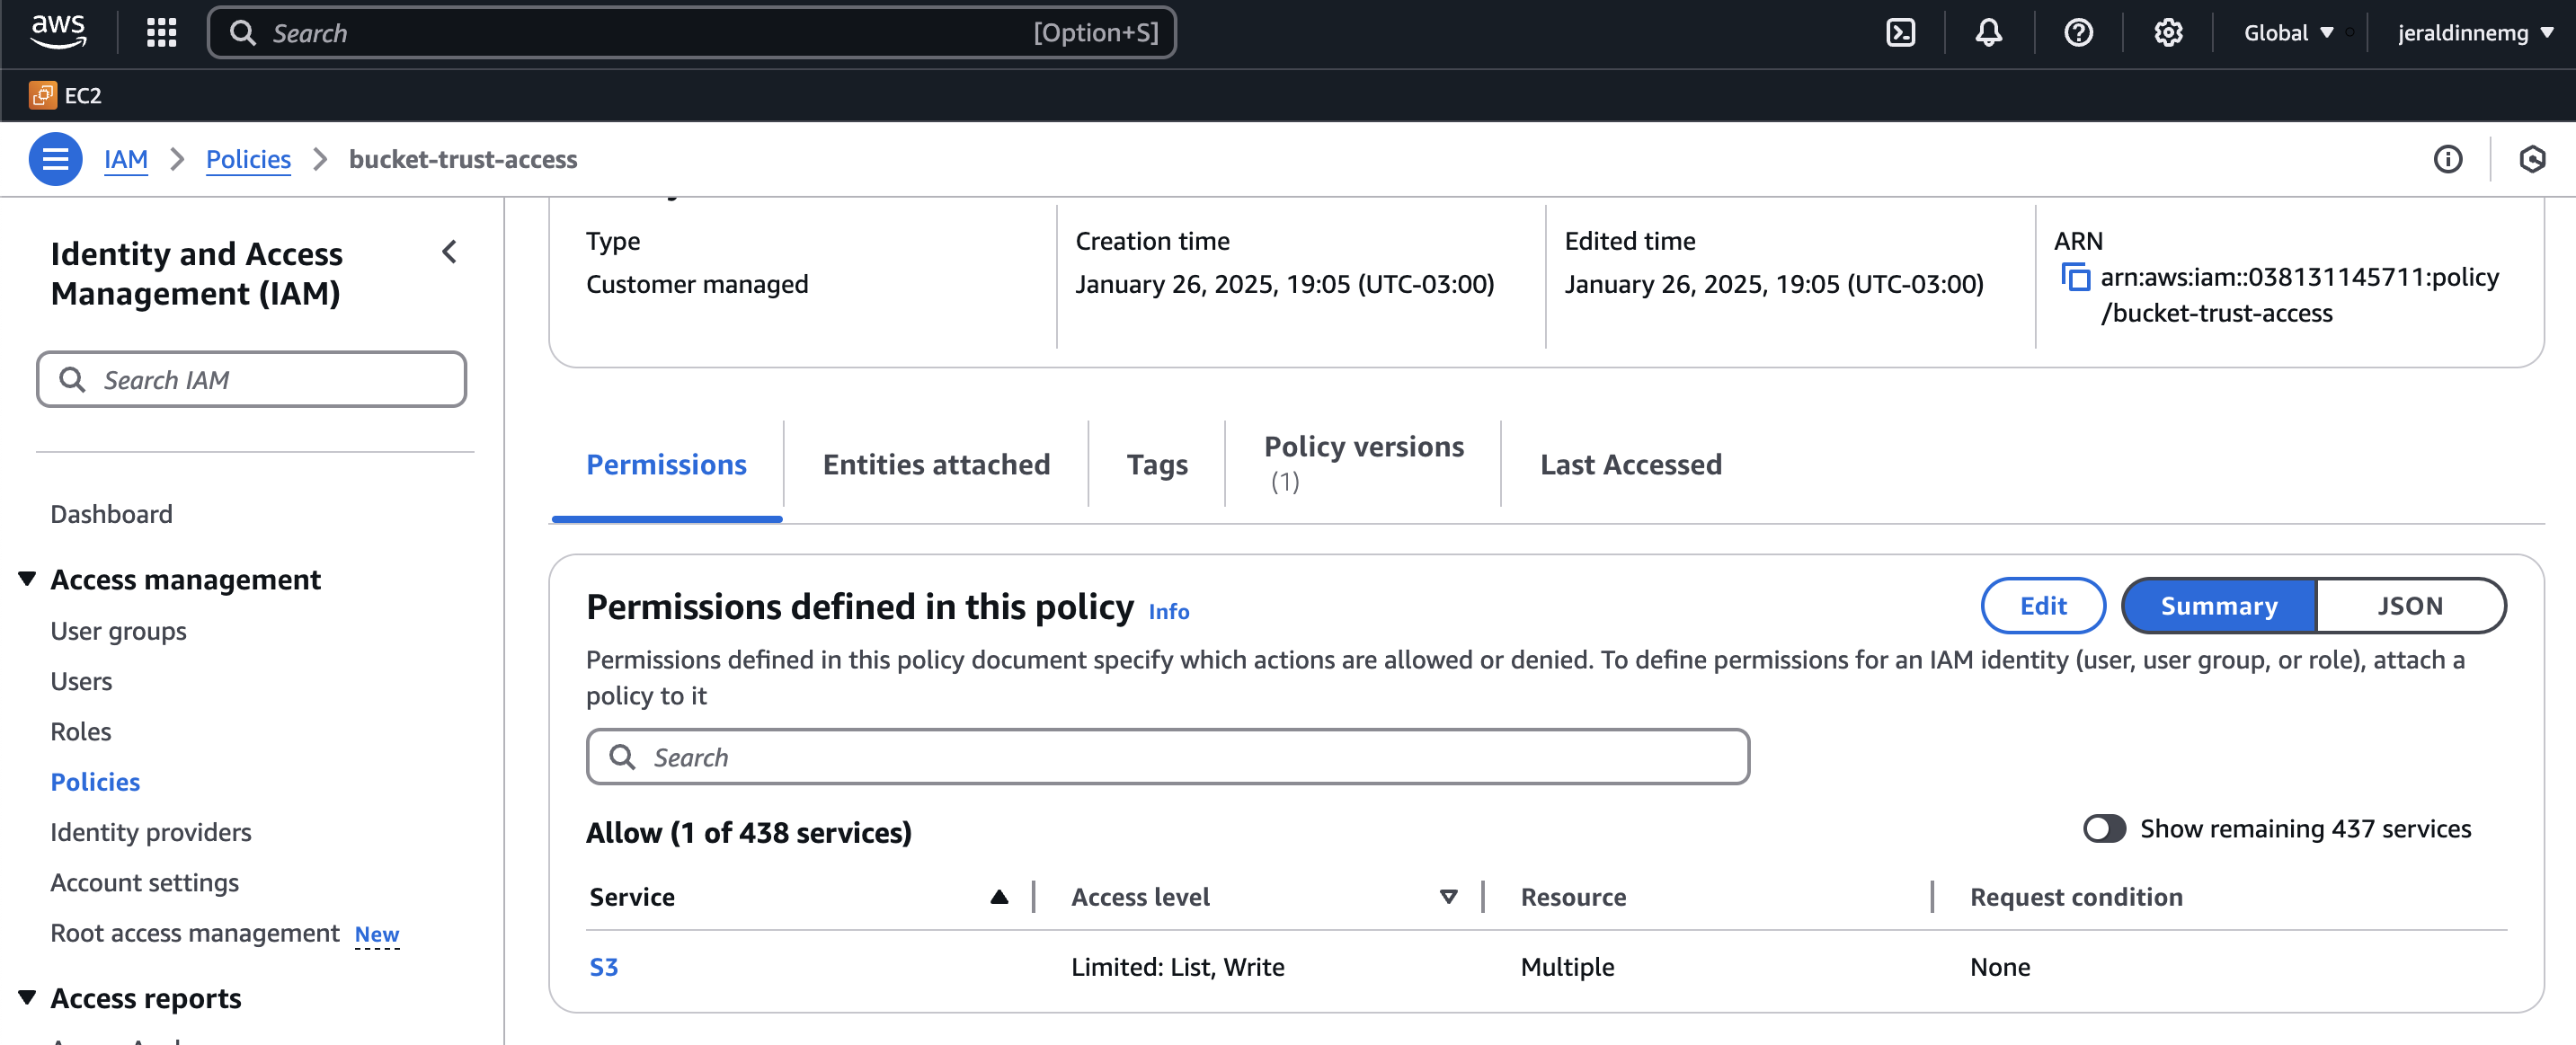 aws
Search
[Option+S]
Global
jeraldinnemg
EC2
IAM
Policies
bucket-trust-access
Identity and Access
Management (IAM)
Search IAM
Dashboard
Access management
User groups
Users
Roles
Policies
Identity providers
Account settings
Root access management New
Access reports
Type
Customer managed
Creation time
January 26, 2025, 19:05 (UTC-03:00)
Edited time
January 26, 2025, 19:05 (UTC-03:00)
ARN
arn:aws:iam::038131145711:policy
/bucket-trust-access
Permissions
Entities attached
Tags
Policy versions
(1)
Last Accessed
Permissions defined in this policy Info
Edit
Summary
JSON
Permissions defined in this policy document specify which actions are allowed or denied. To define permissions for an IAM identity (user, user group, or role), attach a
policy to it
Search
Allow (1 of 438 services)
Show remaining 437 services
Service
Access level
Resource
Request condition
S3
Limited: List, Write
Multiple
None